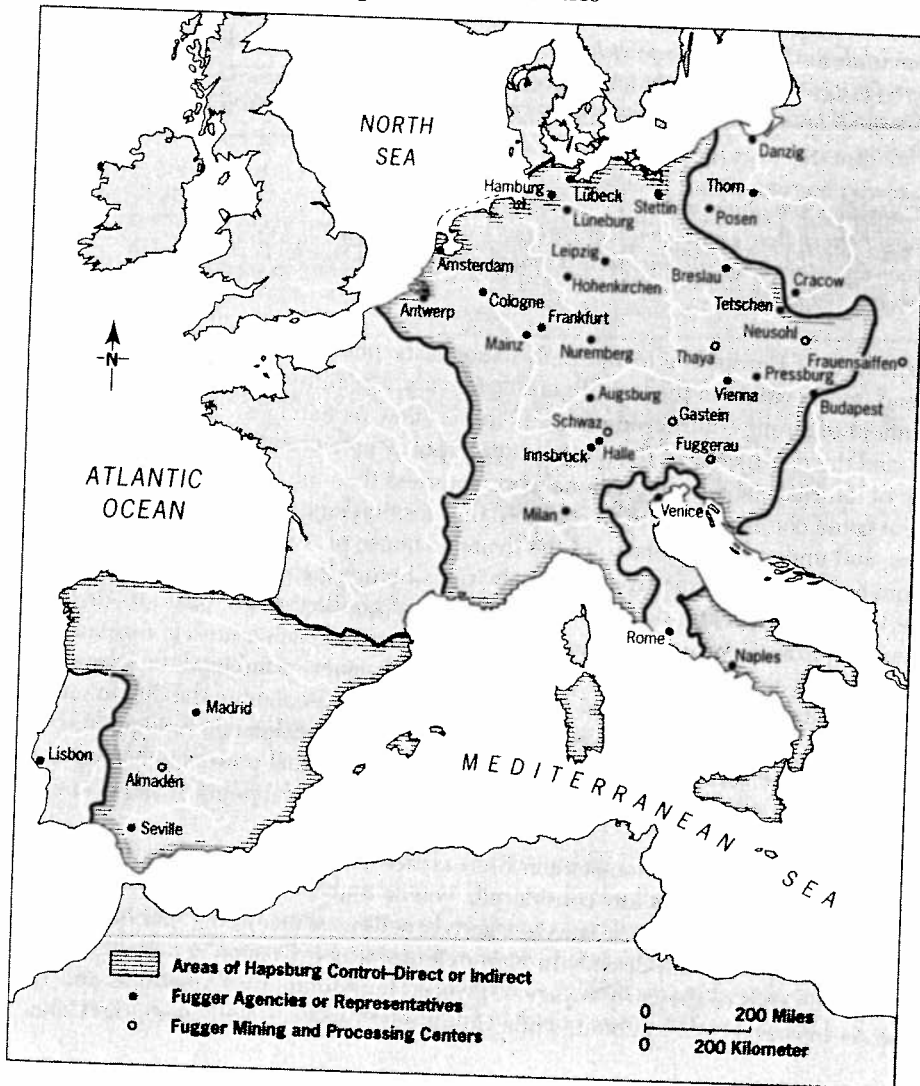 NORTH
SEA
Danzig
Hamburg
Lübeck
Thorn
Stettin
Posen
Lüneburg
Leipzig
Amsterdam
Breslau
Hohenkirchen
Cracow
Cologne
Tetschen
Antwerp
Frankfurt
Neusohl
-N-
Mainz
Nuremberg
Thaya
Frauensaiffen
Pressburg
Vienna
Augsburg
Budapest
Gastein
Schwaz
Fuggerau
Innsbruck
Halle
ATLANTIC
OCEAN
Milan
Venice
Rome
Naples
Madrid
Lisbon
Almadén
MEDITERRANEAN SEA
Seville
Areas of Hapsburg Control-Direct or Indirect
Fugger Agencies or Representatives
Fugger Mining and Processing Centers
0 200 Miles
0 200 Kilometer